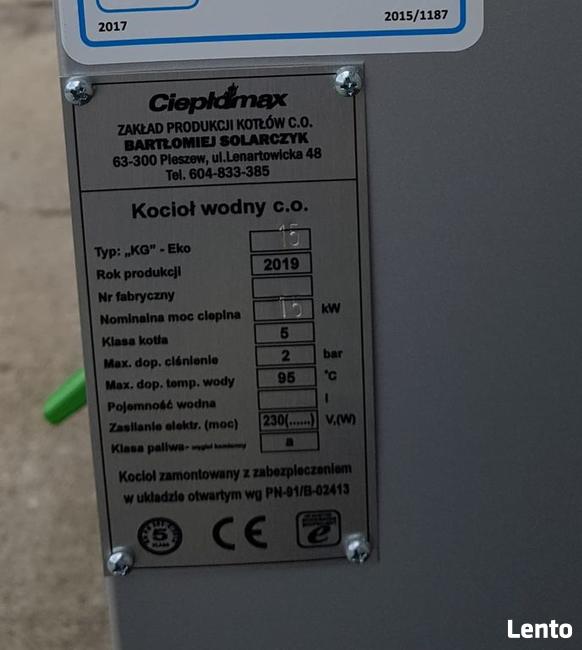 2017
2015/1187
Ciepłomax
ZAKŁAD PRODUKCJI KOTŁÓW C.O.
BARTŁOMIEJ SOLARCZYK
63-300 Pleszew, ul.Lenartowicka 48
Tel. 604-833-385
Kocioł wodny c.o.
Typ: „KG" - Eko 15
Rok produkcji 2019
Nr fabryczny
Nominalna moc cieplna 15 kW
Klasa kotła 5
Max. dop. ciśnienie 2 bar
Max. dop. temp. wody 95 °C
Pojemność wodna l
Zasilanie elektr. (moc) 230(......) V,(W)
Klasa paliwa- węgiel kamienny a
Kocioł zamontowany z zabezpieczeniem
w układzie otwartym wg PN-91/B-02413
5
CE
e
Lento